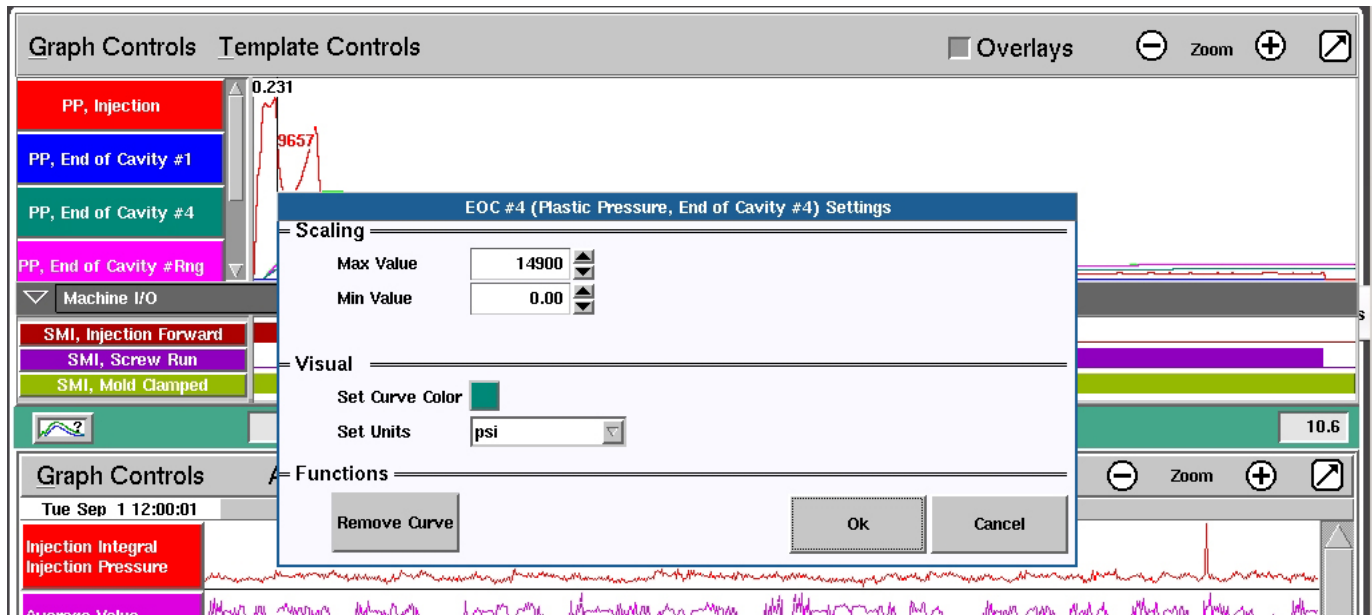 Graph Controls Template Controls Overlays Zoom
0.231
PP, Injection
9657
PP, End of Cavity #1
PP, End of Cavity #4
EOC #4 (Plastic Pressure, End of Cavity #4) Settings
Scaling
Max Value 14900
PP, End of Cavity #Rng
Min Value 0.00
Machine I/O
s
SMI, Injection Forward
SMI, Screw Run
Visual
SMI, Mold Clamped
Set Curve Color
Set Units psi
?
10.6
Functions
Graph Controls A Zoom
Tue Sep 1 12:00:01
Remove Curve Ok Cancel
Injection Integral
Injection Pressure
Average Value